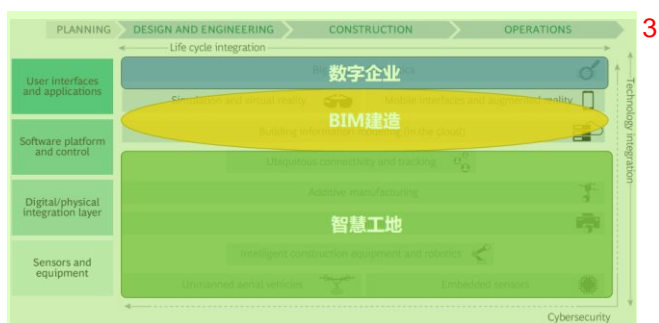 3
PLANNING DESIGN AND ENGINEERING CONSTRUCTION OPERATIONS
Life cycle integration
数字企业
User interfaces
and applications
Simulation and virtual reality Mobile interfaces and augmented reality
BIM建造
Building information modeling (in the cloud)
Software platform
and control
Ubiquitous connectivity and tracking
Additive manufacturing
Digital/physical
integration layer
智慧工地
Intelligent construction equipment and robotics
Sensors and
equipment
Unmanned aerial vehicles Embedded sensors
Technology integration
Cybersecurity